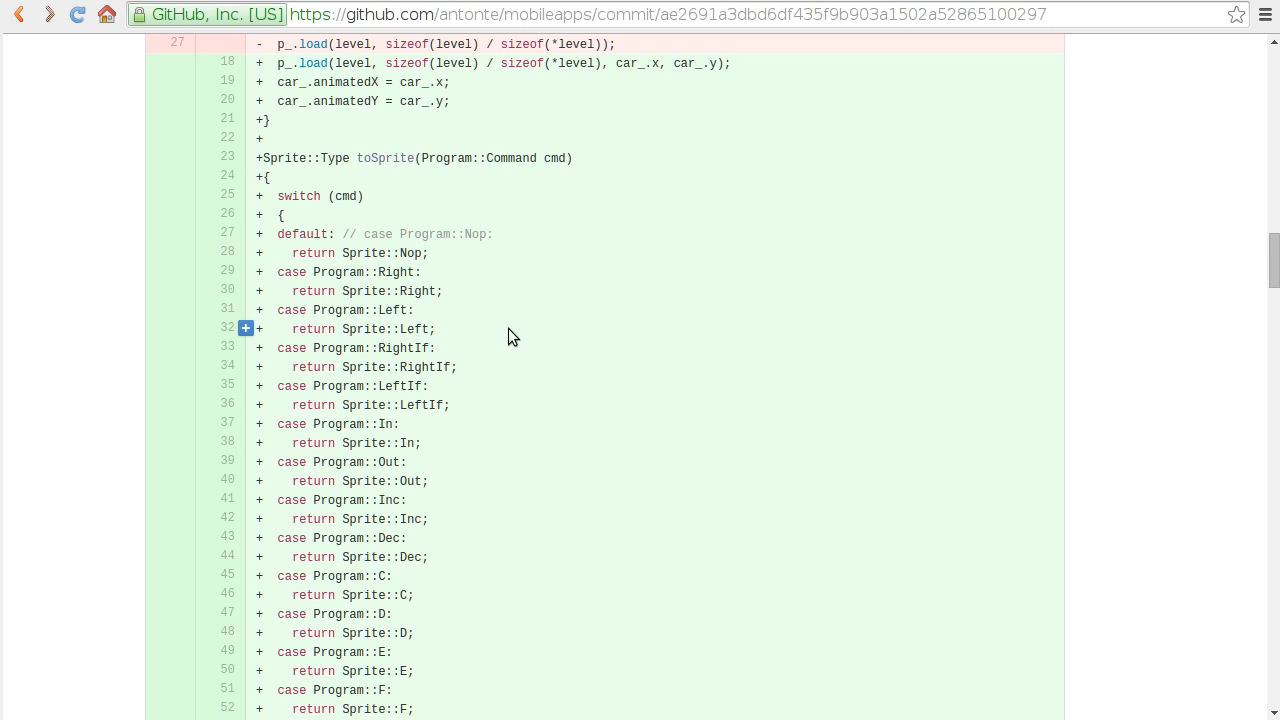 GitHub, Inc. [US] https://github.com/antonte/mobileapps/commit/ae2691a3dbd6df435f9b903a1502a52865100297
27 - p_.load(level, sizeof(level) / sizeof(*level));
18 + p_.load(level, sizeof(level) / sizeof(*level), car_.x, car_.y);
19 + car_.animatedX = car_.x;
20 + car_.animatedY = car_.y;
21 +}
22 +
23 +Sprite::Type toSprite(Program::Command cmd)
24 +{
25 + switch (cmd)
26 + {
27 + default: // case Program::Nop:
28 + return Sprite::Nop;
29 + case Program::Right:
30 + return Sprite::Right;
31 + case Program::Left:
32 + + return Sprite::Left;
33 + case Program::RightIf:
34 + return Sprite::RightIf;
35 + case Program::LeftIf:
36 + return Sprite::LeftIf;
37 + case Program::In:
38 + return Sprite::In;
39 + case Program::Out:
40 + return Sprite::Out;
41 + case Program::Inc:
42 + return Sprite::Inc;
43 + case Program::Dec:
44 + return Sprite::Dec;
45 + case Program::C:
46 + return Sprite::C;
47 + case Program::D:
48 + return Sprite::D;
49 + case Program::E:
50 + return Sprite::E;
51 + case Program::F:
52 + return Sprite::F;